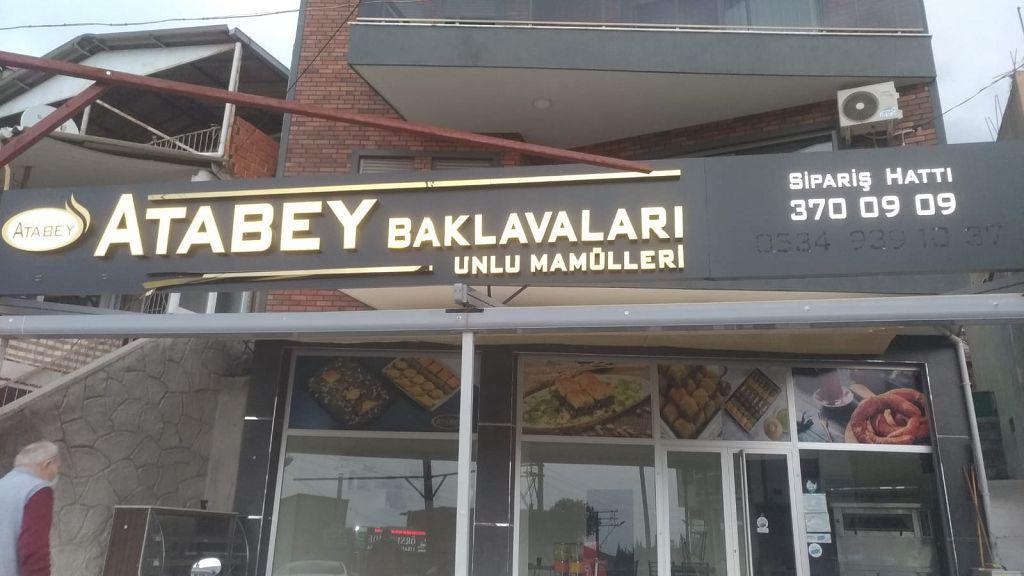 ATABEY
ATABEY BAKLAVALARI
UNLU MAMÜLLERİ
SİPARİŞ HATTI
370 09 09
0534 939 10 37